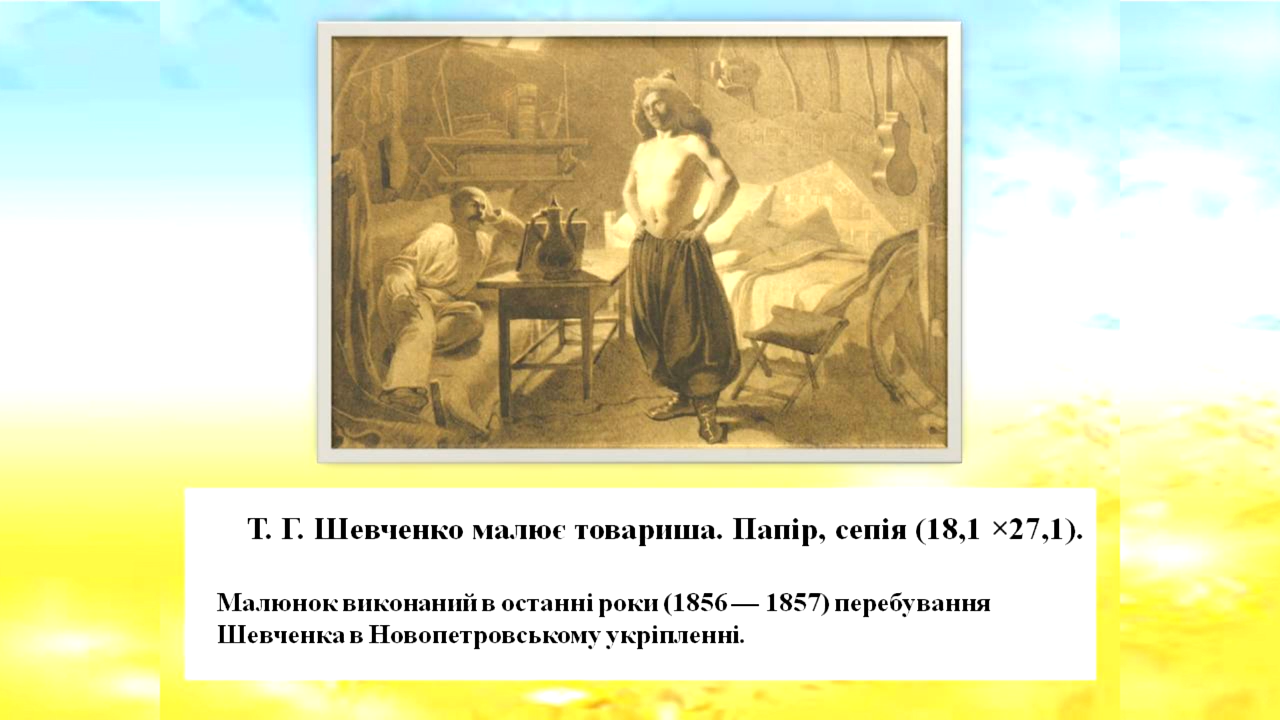 Т. Г. Шевченко малює товариша. Папір, сепія (18,1 ×27,1).
Малюнок виконаний в останні роки (1856 — 1857) перебування
Шевченка в Новопетровському укріпленні.